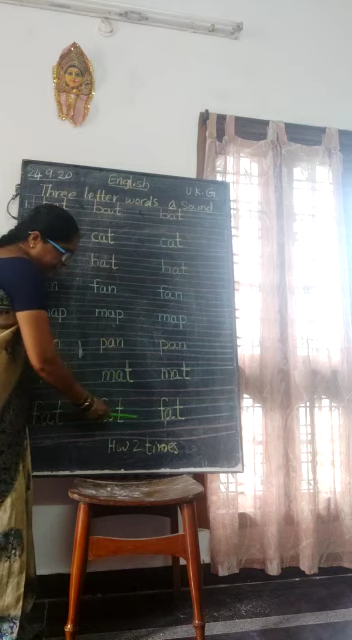 24.9.20 English U.K.G
Three letter words a sound
bat bat
cat cat
hat hat
fan fan
map map
pan pan
mat mat
fat fat
H.W 2 times